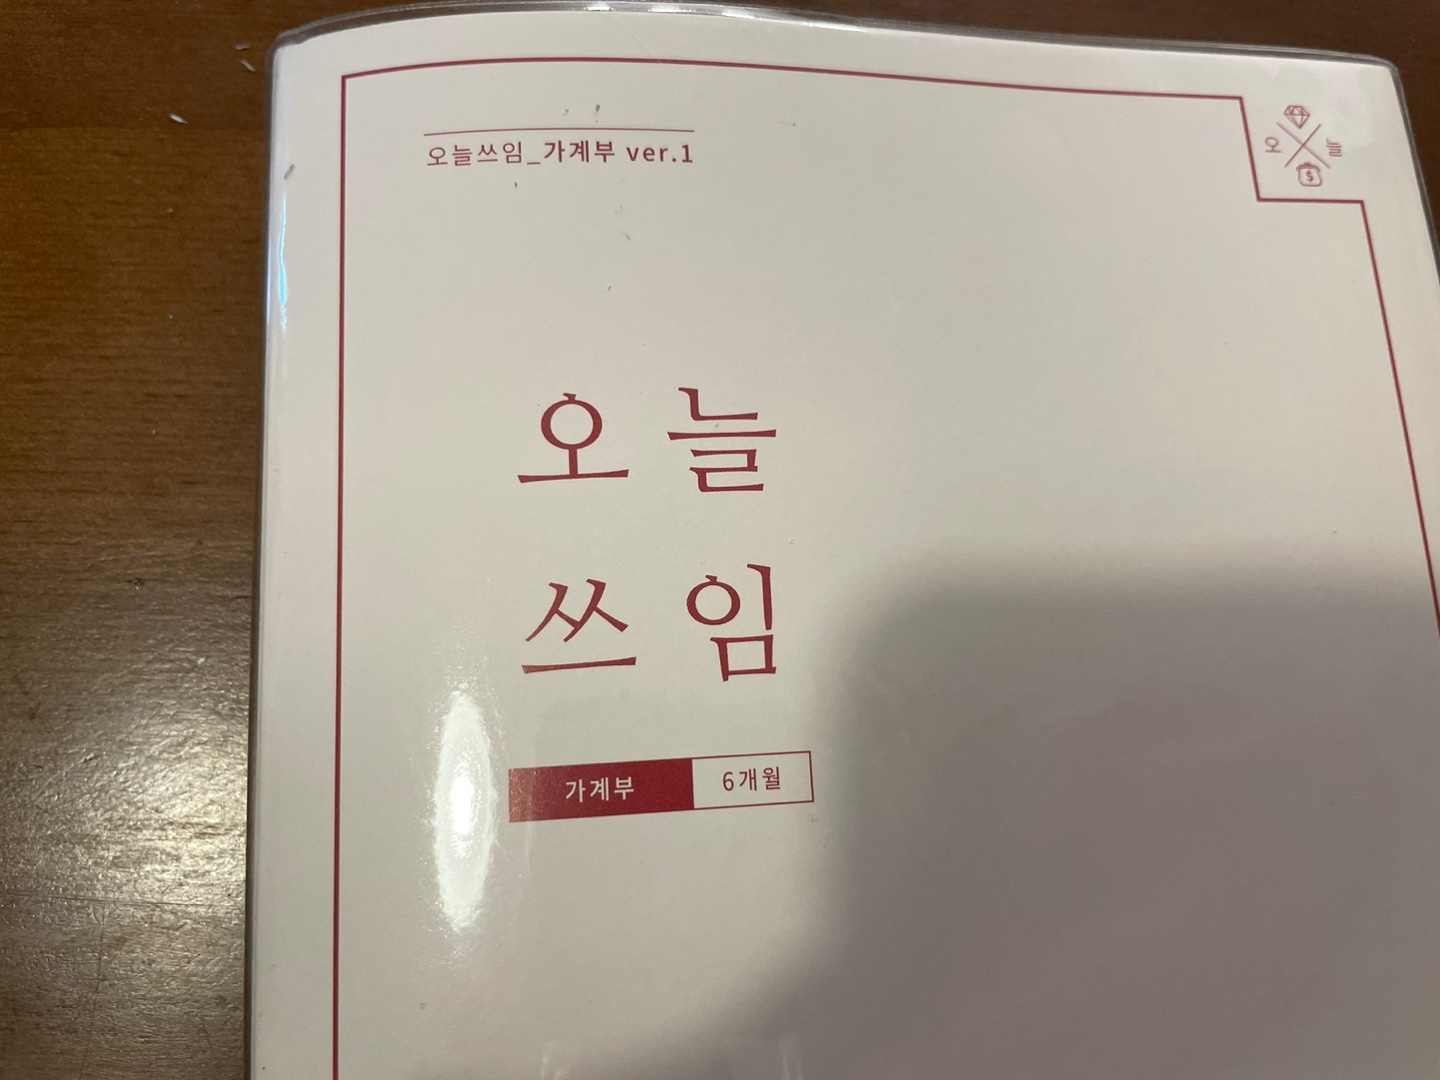 오늘쓰임_가계부 ver.1
오 늘
$
오 늘
쓰 임
가계부 6개월